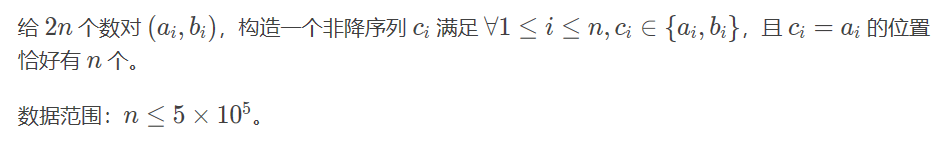 给 2n 个数对 (a_i, b_i)，构造一个非降序列 c_i 满足 ∀1 ≤ i ≤ n, c_i ∈ {a_i, b_i}，且 c_i = a_i 的位置
恰好有 n 个。
数据范围：n ≤ 5 × 10^5。